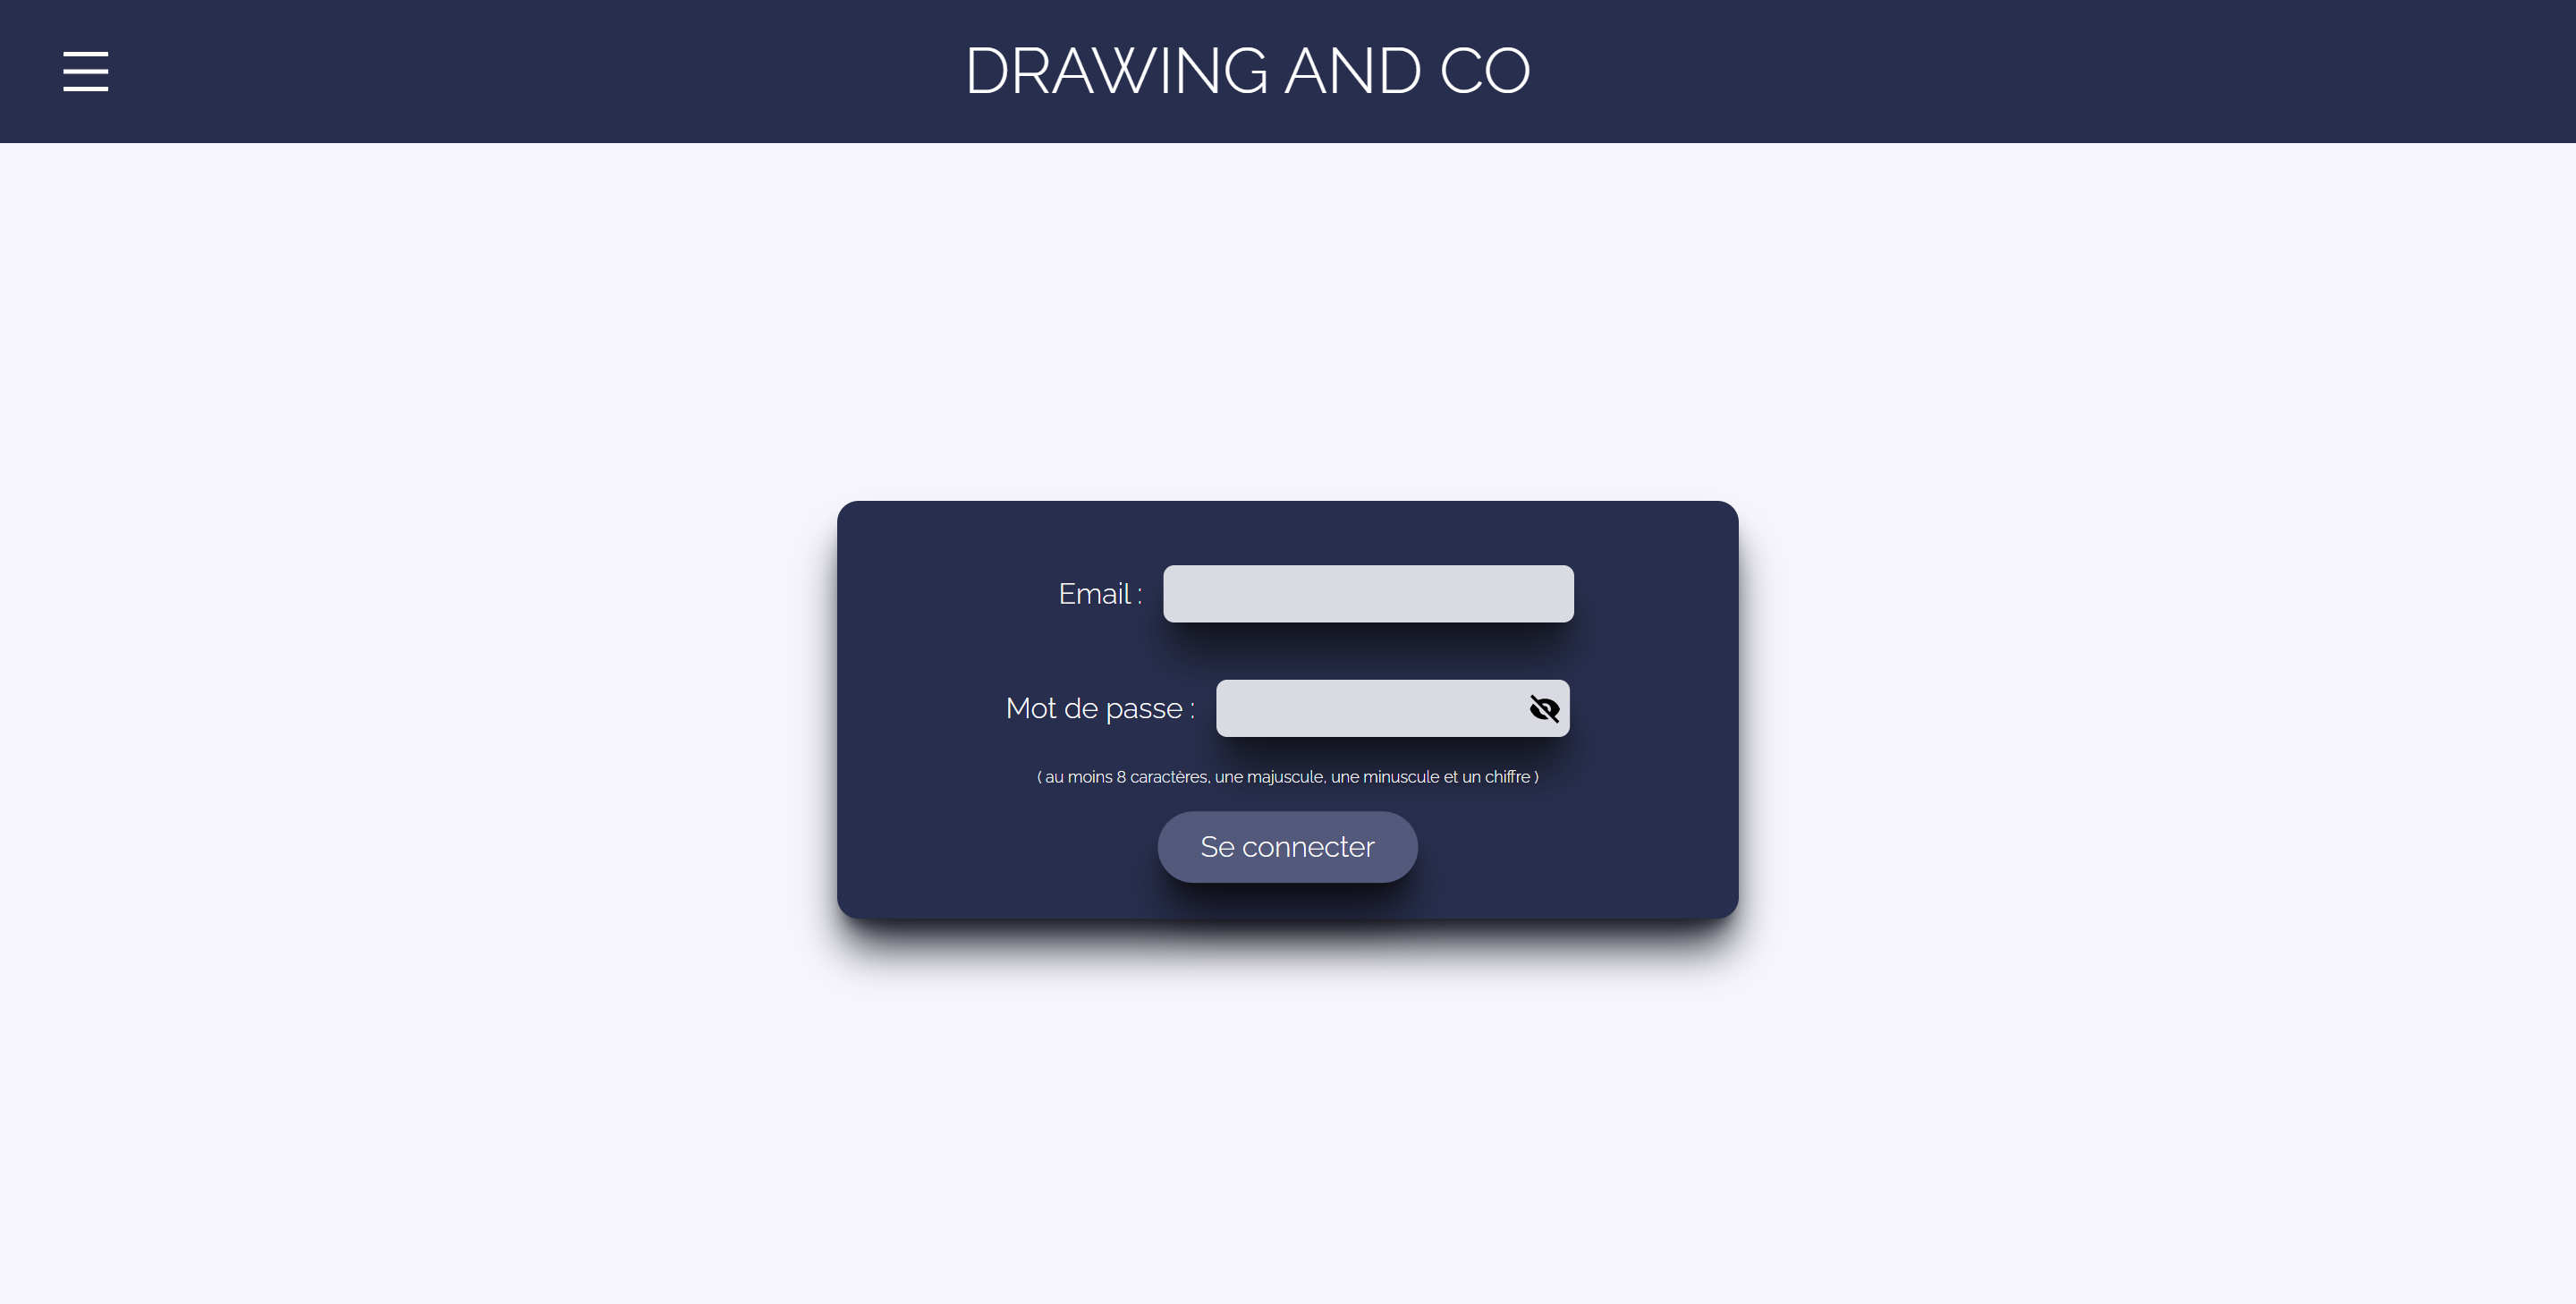 DRAWING AND CO
Email :
Mot de passe :
( au moins 8 caractères, une majuscule, une minuscule et un chiffre )
Se connecter